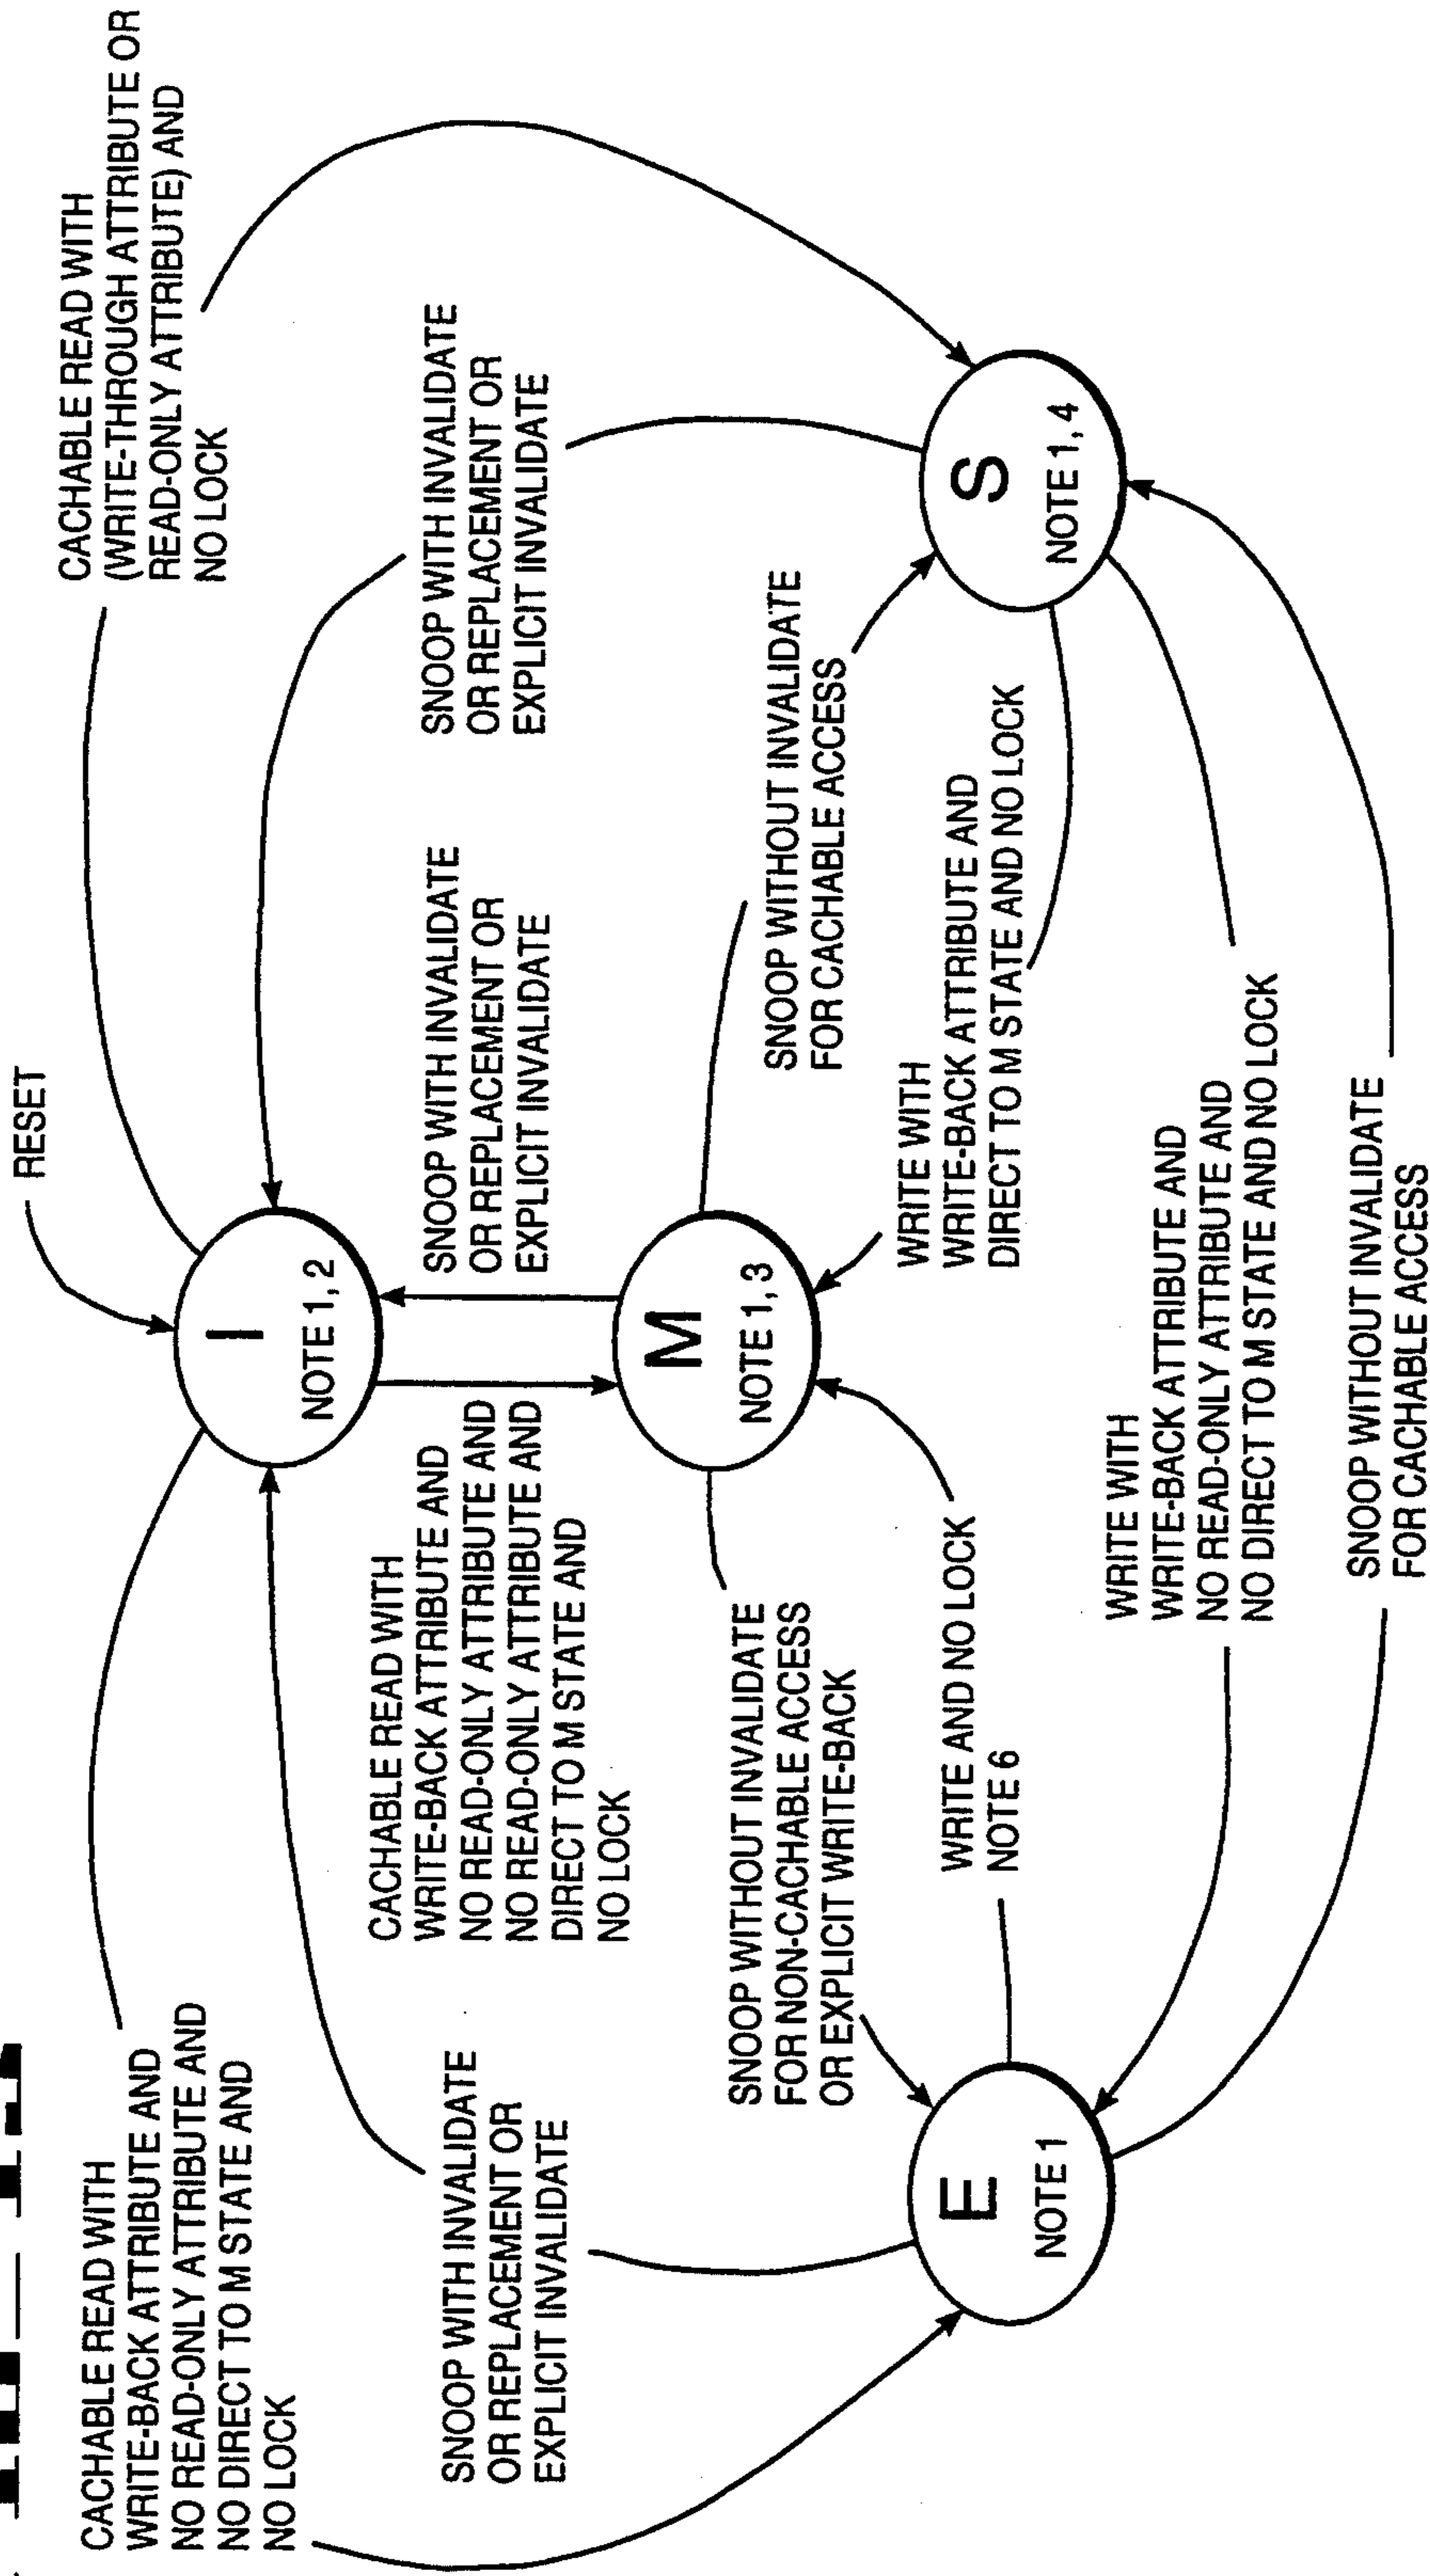 RESET
CACHABLE READ WITH
WRITE-BACK ATTRIBUTE AND
NO READ-ONLY ATTRIBUTE AND
NO DIRECT TO M STATE AND
NO LOCK
I
NOTE 1, 2
CACHABLE READ WITH
(WRITE-THROUGH ATTRIBUTE OR
READ-ONLY ATTRIBUTE) AND
NO LOCK
SNOOP WITH INVALIDATE
OR REPLACEMENT OR
EXPLICIT INVALIDATE
CACHABLE READ WITH
WRITE-BACK ATTRIBUTE AND
NO READ-ONLY ATTRIBUTE AND
NO READ-ONLY ATTRIBUTE AND
DIRECT TO M STATE AND
NO LOCK
SNOOP WITH INVALIDATE
OR REPLACEMENT OR
EXPLICIT INVALIDATE
SNOOP WITH INVALIDATE
OR REPLACEMENT OR
EXPLICIT INVALIDATE
M
NOTE 1, 3
SNOOP WITHOUT INVALIDATE
FOR NON-CACHABLE ACCESS
OR EXPLICIT WRITE-BACK
SNOOP WITHOUT INVALIDATE
FOR CACHABLE ACCESS
E
NOTE 1
WRITE AND NO LOCK
NOTE 6
WRITE WITH
WRITE-BACK ATTRIBUTE AND
DIRECT TO M STATE AND NO LOCK
S
NOTE 1, 4
WRITE WITH
WRITE-BACK ATTRIBUTE AND
NO READ-ONLY ATTRIBUTE AND
NO DIRECT TO M STATE AND NO LOCK
SNOOP WITHOUT INVALIDATE
FOR CACHABLE ACCESS